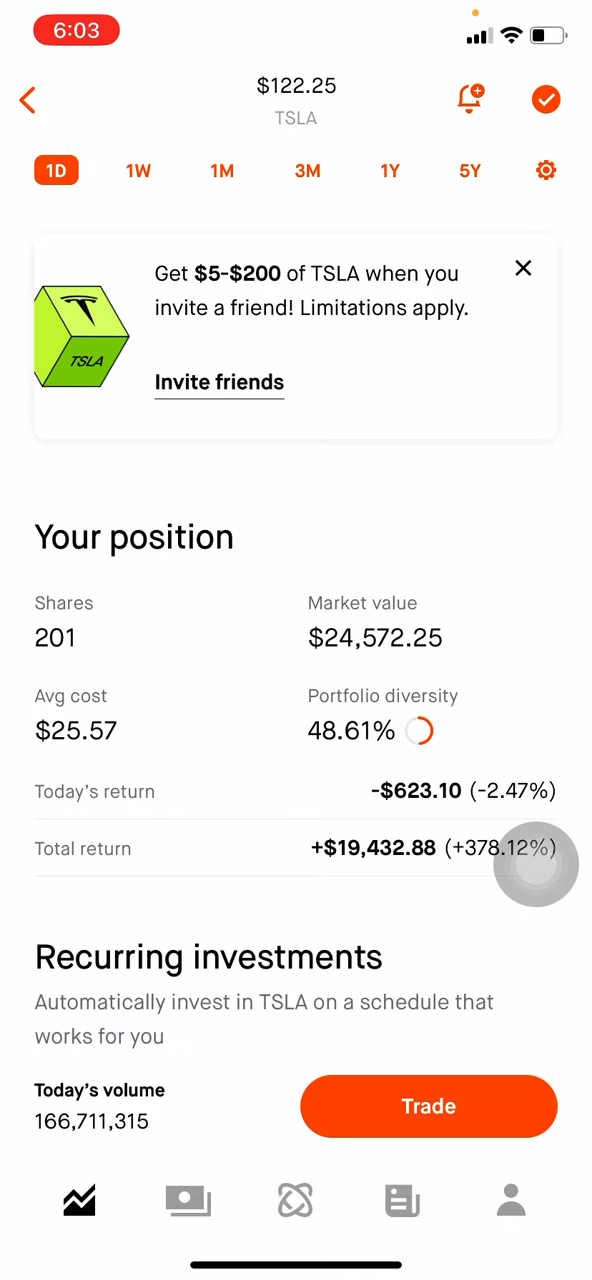 6:03
$122.25
TSLA
1D 1W 1M 3M 1Y 5Y
Get $5-$200 of TSLA when you
invite a friend! Limitations apply.
TSLA
Invite friends
Your position
Shares Market value
201 $24,572.25
Avg cost Portfolio diversity
$25.57 48.61%
Today's return -$623.10 (-2.47%)
Total return +$19,432.88 (+378.12%)
Recurring investments
Automatically invest in TSLA on a schedule that
works for you
Today's volume
166,711,315
Trade